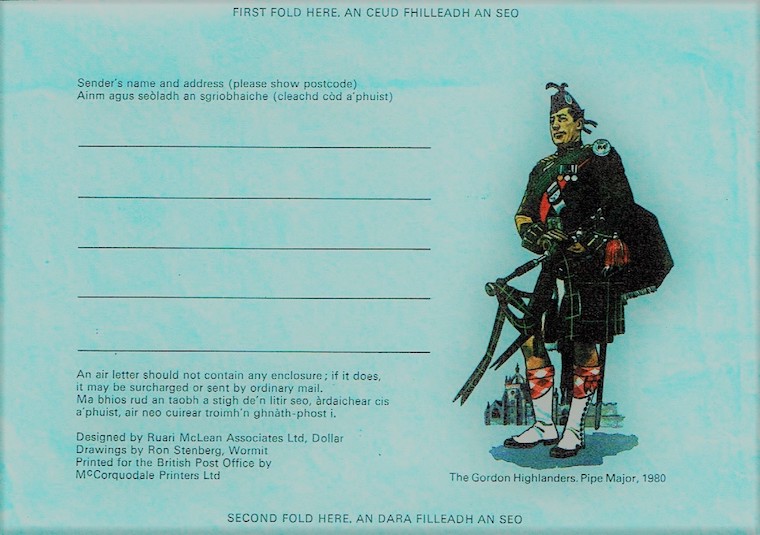 FIRST FOLD HERE. AN CEUD FHILLEADH AN SEO
Sender's name and address (please show postcode)
Ainm agus seòladh an sgriobhaiche (cleachd còd a'phuist)
An air letter should not contain any enclosure; if it does,
it may be surcharged or sent by ordinary mail.
Ma bhios rud an taobh a stigh de'n litir seo, àrdaichear cis
a'phuist, air neo cuirear troimh'n ghnàth-phost i.
Designed by Ruari McLean Associates Ltd, Dollar
Drawings by Ron Stenberg, Wormit
Printed for the British Post Office by
McCorquodale Printers Ltd
The Gordon Highlanders. Pipe Major, 1980
SECOND FOLD HERE. AN DARA FILLEADH AN SEO